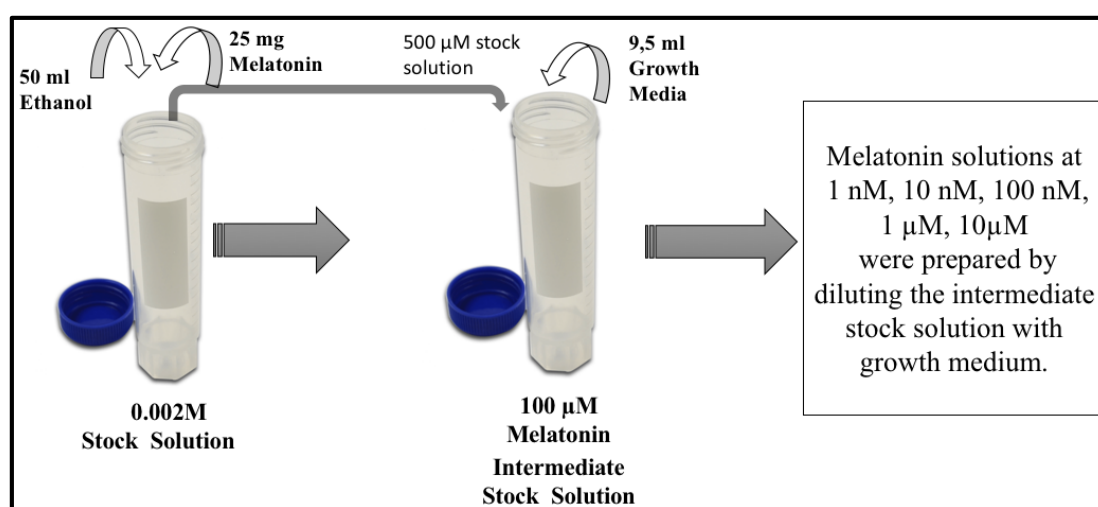 50 ml
Ethanol
25 mg
Melatonin
500 µM stock
solution
9,5 ml
Growth
Media
0.002M
Stock Solution
100 µM
Melatonin
Intermediate
Stock Solution
Melatonin solutions at
1 nM, 10 nM, 100 nM,
1 µM, 10µM
were prepared by
diluting the intermediate
stock solution with
growth medium.